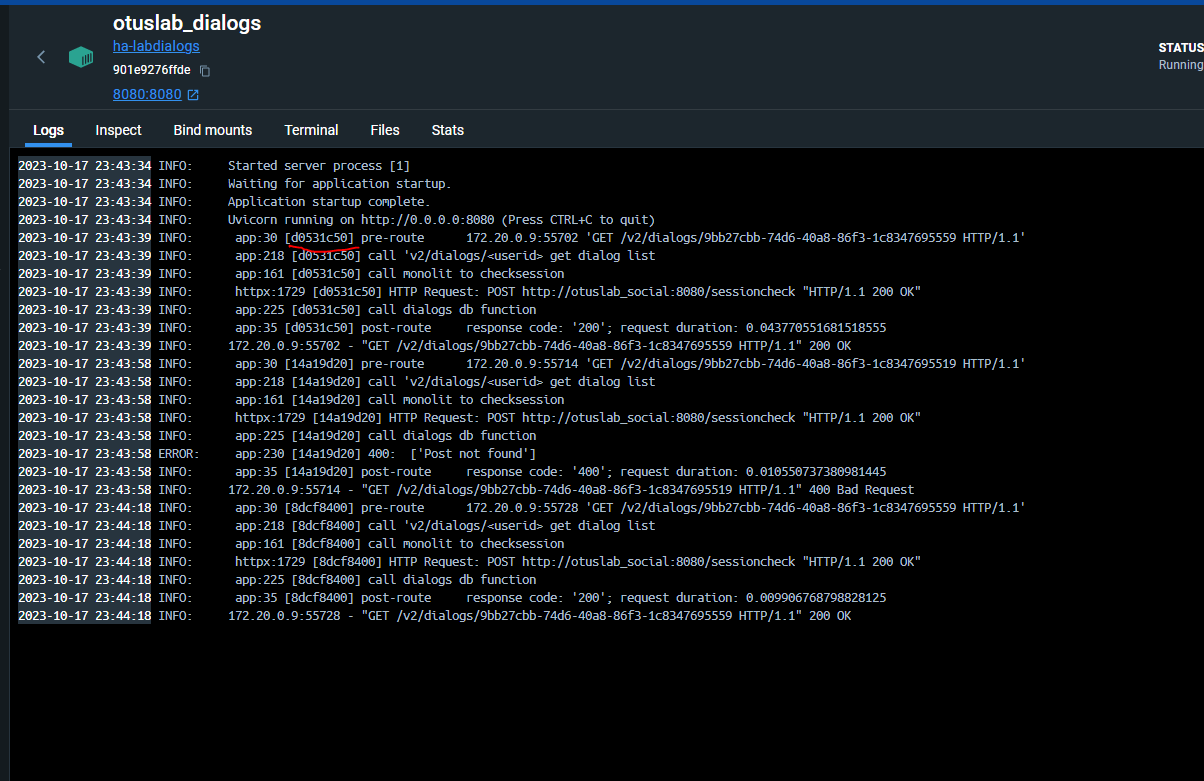 otuslab_dialogs
ha-labdialogs
901e9276ffde
8080:8080
STATUS
Running
Logs Inspect Bind mounts Terminal Files Stats
2023-10-17 23:43:34 INFO: Started server process [1]
2023-10-17 23:43:34 INFO: Waiting for application startup.
2023-10-17 23:43:34 INFO: Application startup complete.
2023-10-17 23:43:34 INFO: Uvicorn running on http://0.0.0.0:8080 (Press CTRL+C to quit)
2023-10-17 23:43:39 INFO: app:30 [d0531c50] pre-route 172.20.0.9:55702 'GET /v2/dialogs/9bb27cbb-74d6-40a8-86f3-1c8347695559 HTTP/1.1'
2023-10-17 23:43:39 INFO: app:218 [d0531c50] call 'v2/dialogs/<userid> get dialog list
2023-10-17 23:43:39 INFO: app:161 [d0531c50] call monolit to checksession
2023-10-17 23:43:39 INFO: httpx:1729 [d0531c50] HTTP Request: POST http://otuslab_social:8080/sessioncheck "HTTP/1.1 200 OK"
2023-10-17 23:43:39 INFO: app:225 [d0531c50] call dialogs db function
2023-10-17 23:43:39 INFO: app:35 [d0531c50] post-route response code: '200'; request duration: 0.043770551681518555
2023-10-17 23:43:39 INFO: 172.20.0.9:55702 - "GET /v2/dialogs/9bb27cbb-74d6-40a8-86f3-1c8347695559 HTTP/1.1" 200 OK
2023-10-17 23:43:58 INFO: app:30 [14a19d20] pre-route 172.20.0.9:55714 'GET /v2/dialogs/9bb27cbb-74d6-40a8-86f3-1c8347695519 HTTP/1.1'
2023-10-17 23:43:58 INFO: app:218 [14a19d20] call 'v2/dialogs/<userid> get dialog list
2023-10-17 23:43:58 INFO: app:161 [14a19d20] call monolit to checksession
2023-10-17 23:43:58 INFO: httpx:1729 [14a19d20] HTTP Request: POST http://otuslab_social:8080/sessioncheck "HTTP/1.1 200 OK"
2023-10-17 23:43:58 INFO: app:225 [14a19d20] call dialogs db function
2023-10-17 23:43:58 ERROR: app:230 [14a19d20] 400: ['Post not found']
2023-10-17 23:43:58 INFO: app:35 [14a19d20] post-route response code: '400'; request duration: 0.010550737380981445
2023-10-17 23:43:58 INFO: 172.20.0.9:55714 - "GET /v2/dialogs/9bb27cbb-74d6-40a8-86f3-1c8347695519 HTTP/1.1" 400 Bad Request
2023-10-17 23:44:18 INFO: app:30 [8dcf8400] pre-route 172.20.0.9:55728 'GET /v2/dialogs/9bb27cbb-74d6-40a8-86f3-1c8347695559 HTTP/1.1'
2023-10-17 23:44:18 INFO: app:218 [8dcf8400] call 'v2/dialogs/<userid> get dialog list
2023-10-17 23:44:18 INFO: app:161 [8dcf8400] call monolit to checksession
2023-10-17 23:44:18 INFO: httpx:1729 [8dcf8400] HTTP Request: POST http://otuslab_social:8080/sessioncheck "HTTP/1.1 200 OK"
2023-10-17 23:44:18 INFO: app:225 [8dcf8400] call dialogs db function
2023-10-17 23:44:18 INFO: app:35 [8dcf8400] post-route response code: '200'; request duration: 0.009906768798828125
2023-10-17 23:44:18 INFO: 172.20.0.9:55728 - "GET /v2/dialogs/9bb27cbb-74d6-40a8-86f3-1c8347695559 HTTP/1.1" 200 OK